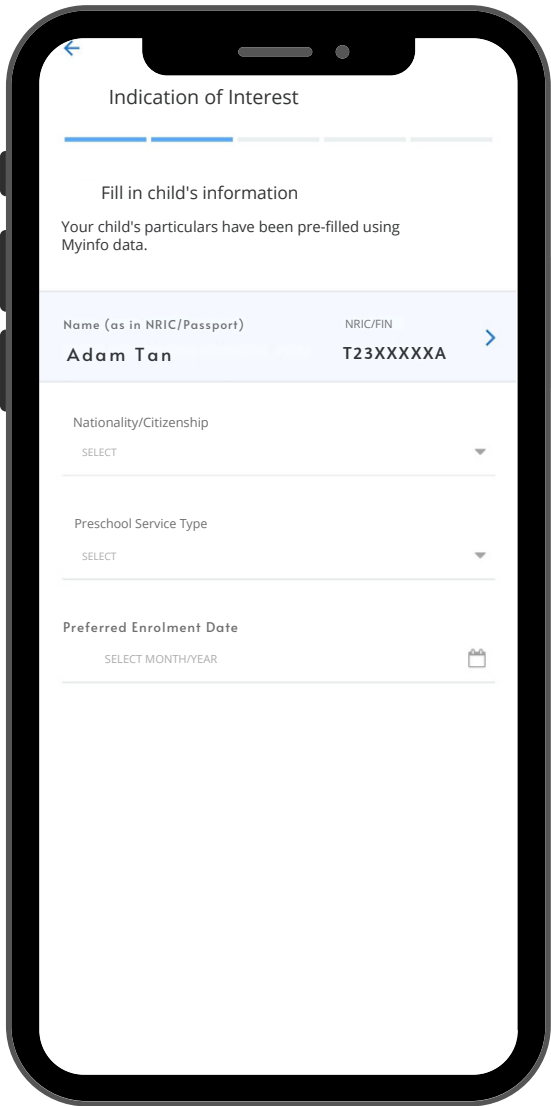 Indication of Interest
Fill in child's information
Your child's particulars have been pre-filled using
Myinfo data.
Name (as in NRIC/Passport) NRIC/FIN
Adam Tan T23XXXXXA
Nationality/Citizenship
SELECT
Preschool Service Type
SELECT
Preferred Enrolment Date
SELECT MONTH/YEAR